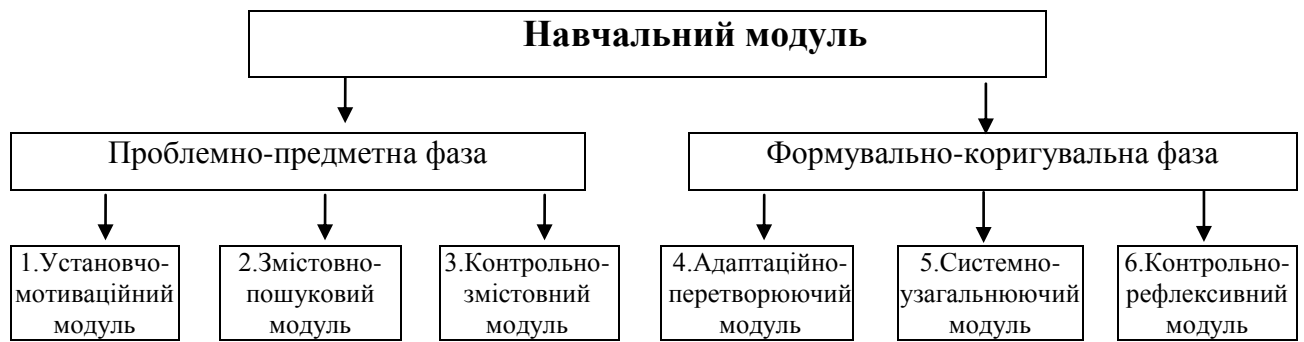 Навчальний модуль
Проблемно-предметна фаза
Формувально-коригувальна фаза
1.Установчо-
мотиваційний
модуль
2.Змістовно-
пошуковий
модуль
3.Контрольно-
змістовний
модуль
4.Адаптаційно-
перетворюючий
модуль
5.Системно-
узагальнюючий
модуль
6.Контрольно-
рефлексивний
модуль